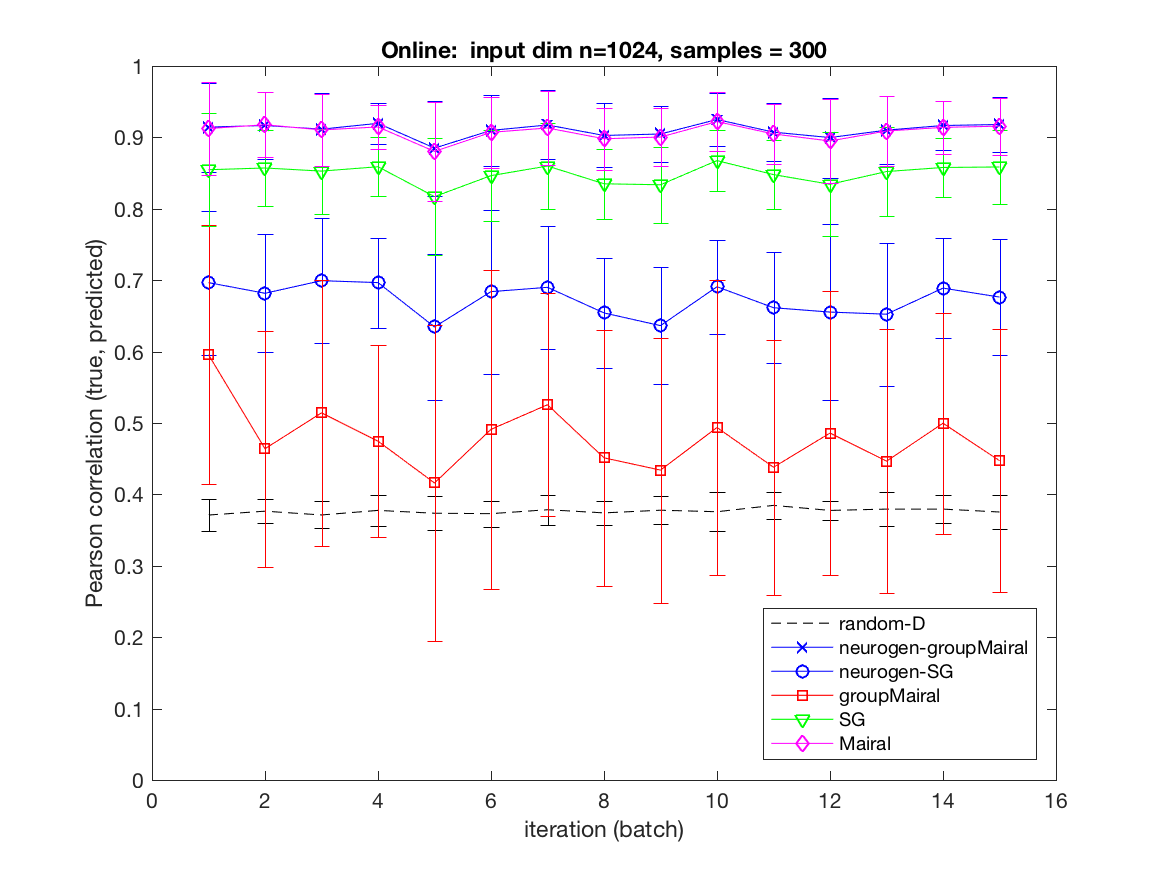 Online:  input dim n=1024, samples = 300
Pearson correlation (true, predicted)
1
0.9
0.8
0.7
0.6
0.5
0.4
0.3
0.2
0.1
0
random-D
neurogen-groupMairal
neurogen-SG
groupMairal
SG
Mairal
0 2 4 6 8 10 12 14 16
iteration (batch)